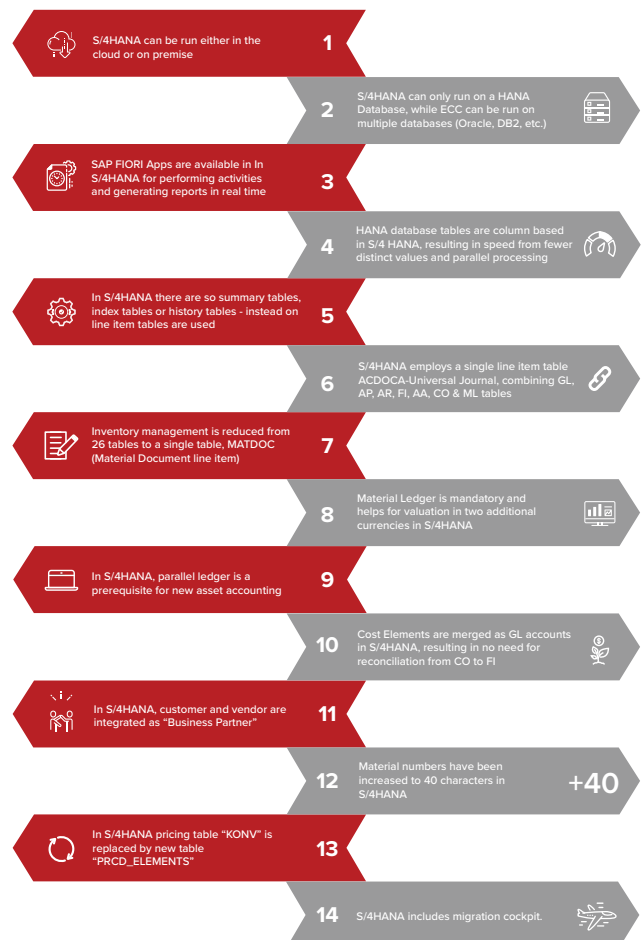 S/4HANA can be run either in the
cloud or on premise
1
2
S/4HANA can only run on a HANA
Database, while ECC can be run on
multiple databases (Oracle, DB2, etc.)
SAP FIORI Apps are available in In
S/4HANA for performing activities
and generating reports in real time
3
4
HANA database tables are column based
in S/4 HANA, resulting in speed from fewer
distinct values and parallel processing
In S/4HANA there are so summary tables,
index tables or history tables - instead on
line item tables are used
5
6
S/4HANA employs a single line item table
ACDOCA-Universal Journal, combining GL,
AP, AR, FI, AA, CO & ML tables
Inventory management is reduced from
26 tables to a single table, MATDOC
(Material Document line item)
7
8
Material Ledger is mandatory and
helps for valuation in two additional
currencies in S/4HANA
In S/4HANA, parallel ledger is a
prerequisite for new asset accounting
9
10
Cost Elements are merged as GL accounts
in S/4HANA, resulting in no need for
reconciliation from CO to FI
In S/4HANA, customer and vendor are
integrated as “Business Partner”
11
12
Material numbers have been
increased to 40 characters in
S/4HANA
+40
In S/4HANA pricing table “KONV” is
replaced by new table
“PRCD_ELEMENTS”
13
14
S/4HANA includes migration cockpit.